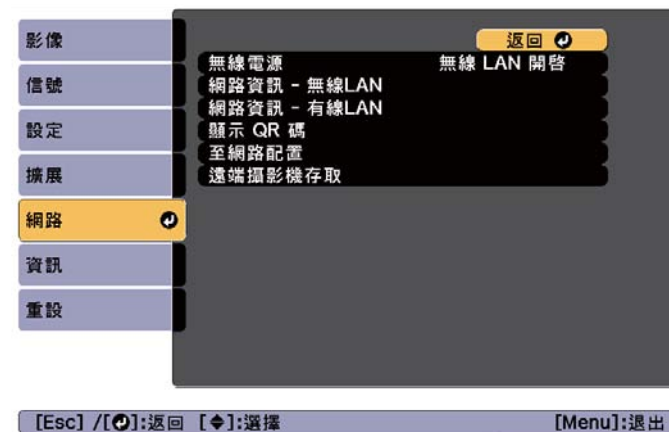 影像
信號
設定
擴展
網路
資訊
重設
返回
無線電源 無線 LAN 開啓
網路資訊 - 無線LAN
網路資訊 - 有線LAN
顯示 QR 碼
至網路配置
遠端攝影機存取
[Esc] /[⏎]:返回 [◆]:選擇 [Menu]:退出